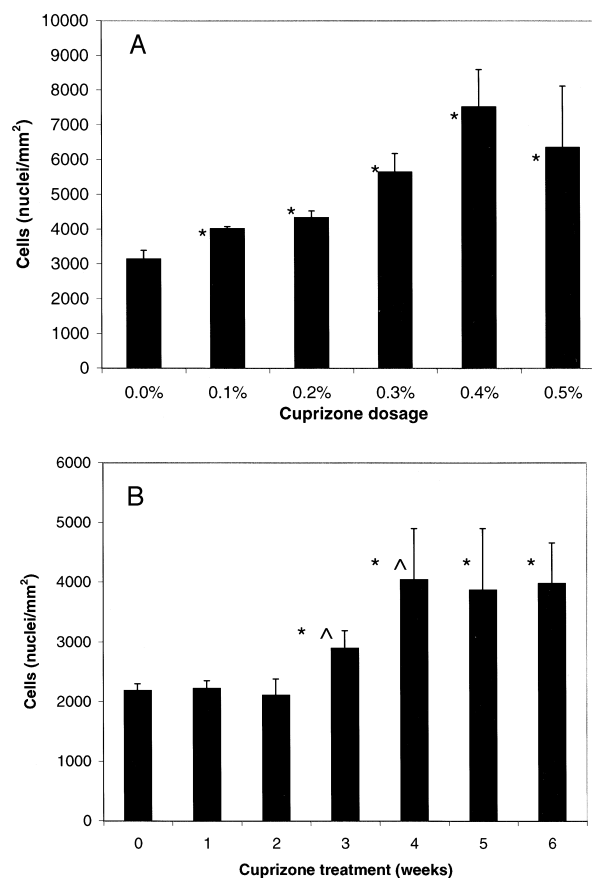 10000
A
9000
8000
7000
*
6000
*
*
5000
*
4000
*
3000
2000
1000
0
Cells (nuclei/mm²)
0.0% 0.1% 0.2% 0.3% 0.4% 0.5%
Cuprizone dosage
6000
B
5000
* ^ * *
4000
* ^
3000
2000
1000
0
Cells (nuclei/mm²)
0 1 2 3 4 5 6
Cuprizone treatment (weeks)